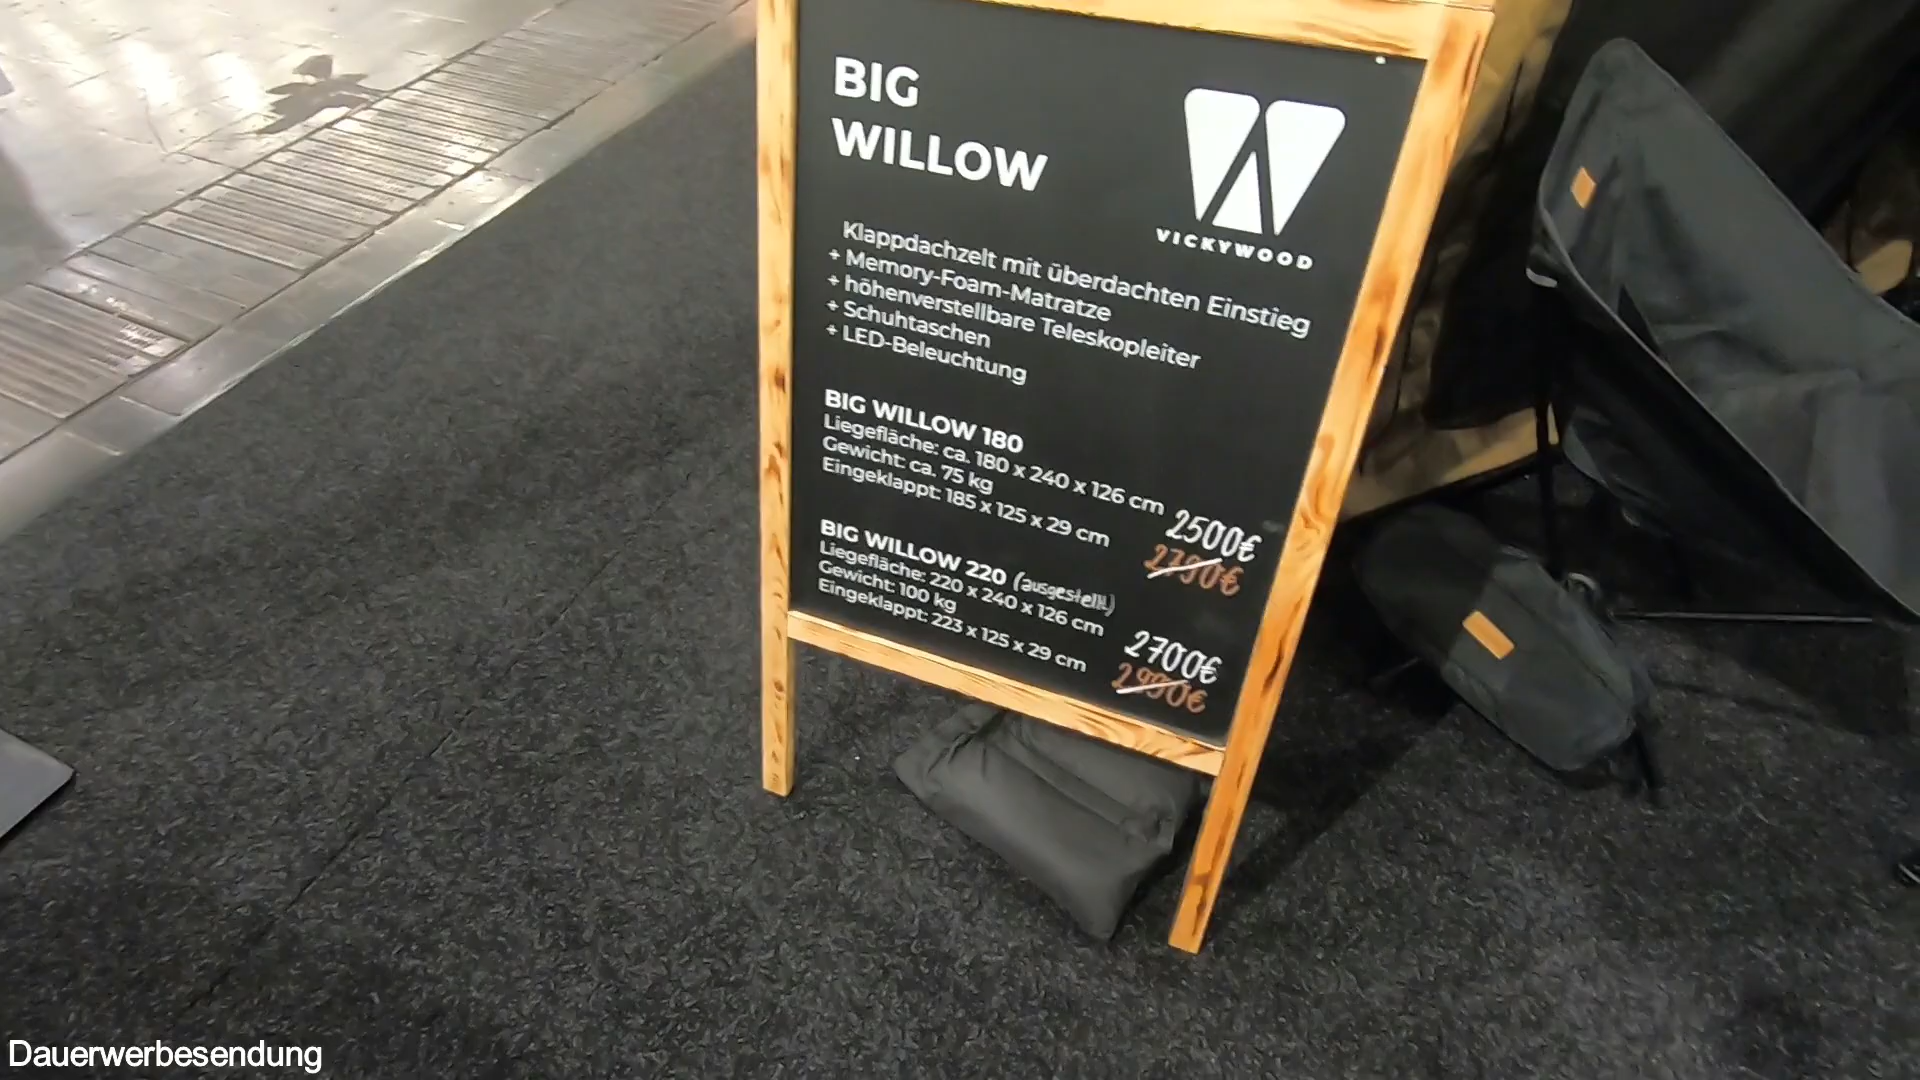 BIG
WILLOW
VICKYWOOD
Klappdachzelt mit überdachten Einstieg
+ Memory-Foam-Matratze
+ höhenverstellbare Teleskopleiter
+ Schuhtaschen
+ LED-Beleuchtung
BIG WILLOW 180
Liegefläche: ca. 180 x 240 x 126 cm
Gewicht: ca. 75 kg
Eingeklappt: 185 x 125 x 29 cm
2500€
2790€
BIG WILLOW 220 (ausgestellt)
Liegefläche: 220 x 240 x 126 cm
Gewicht: 100 kg
Eingeklappt: 223 x 125 x 29 cm
2700€
2990€
Dauerwerbesendung